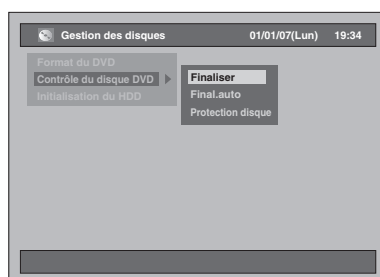 Gestion des disques 01/01/07(Lun) 19:34
Format du DVD
Contrôle du disque DVD
Initialisation du HDD
Finaliser
Final.auto
Protection disque